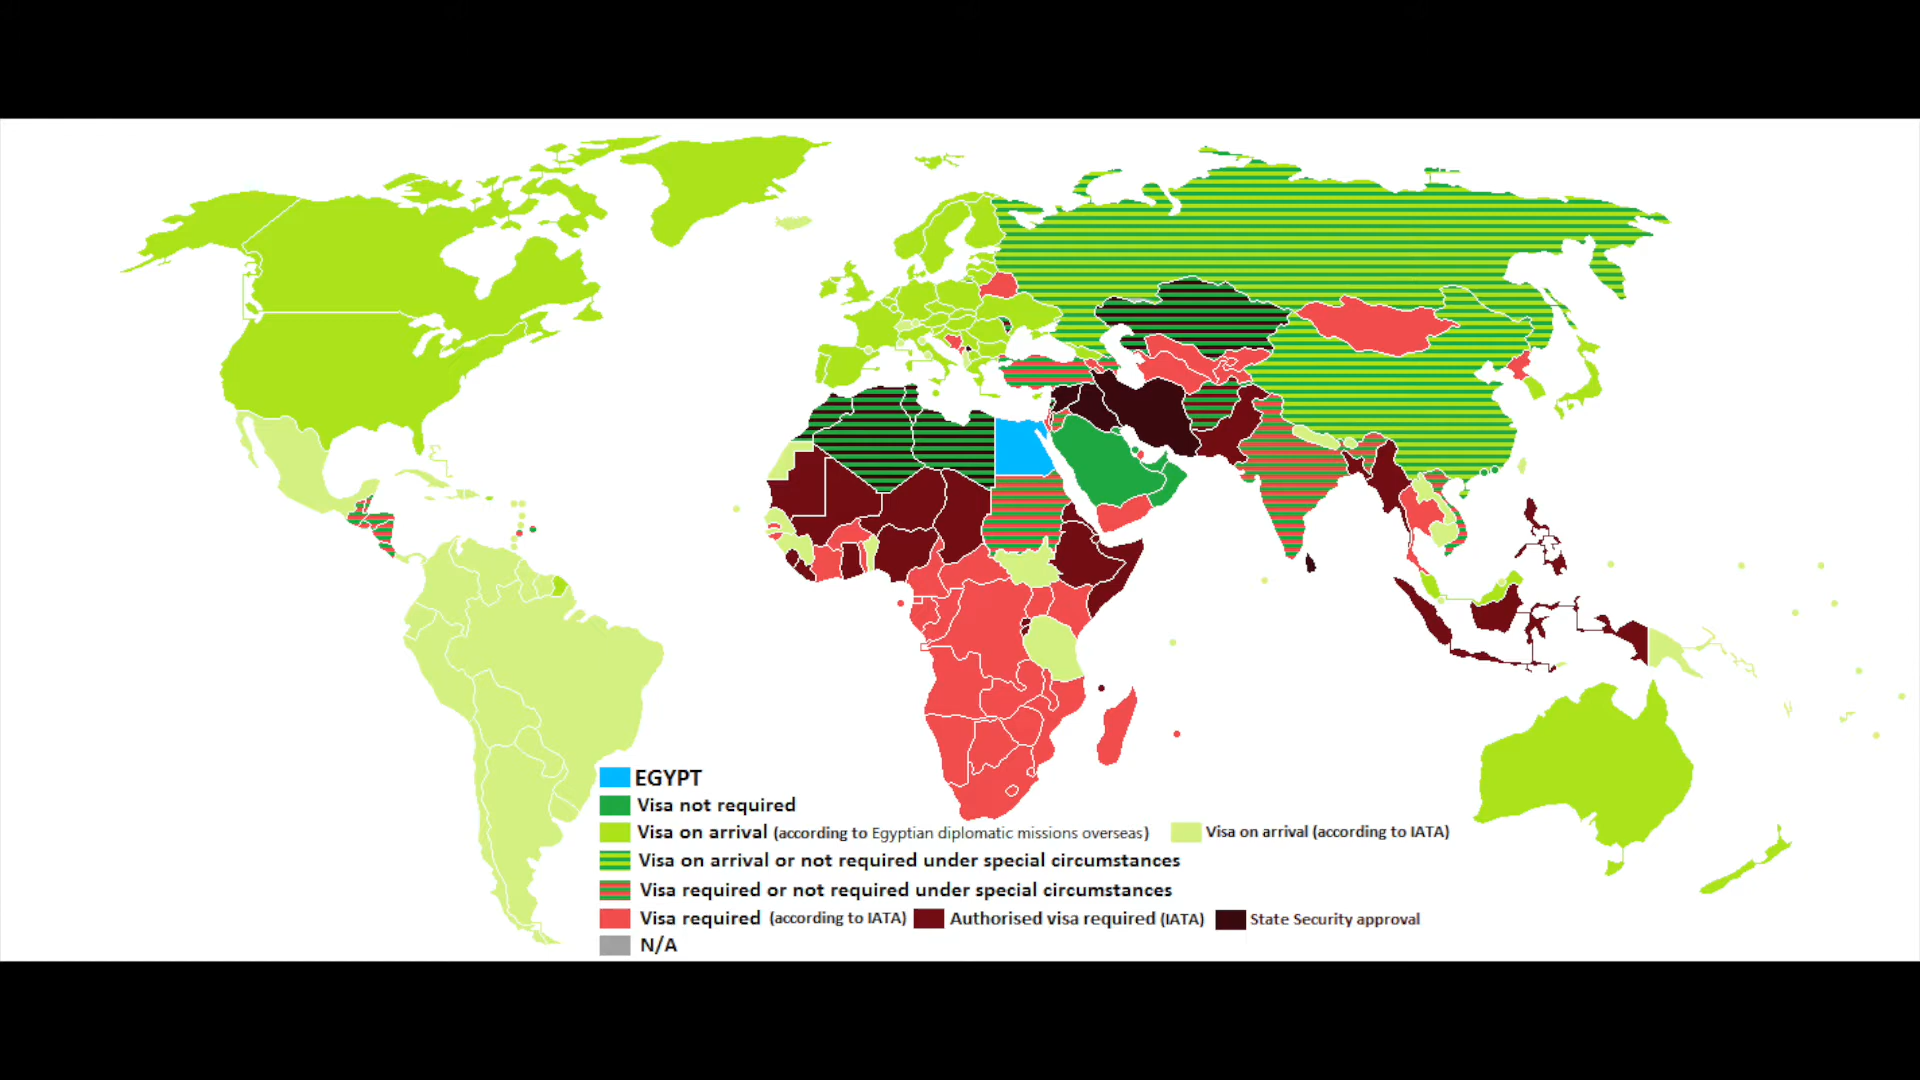 EGYPT
Visa not required
Visa on arrival (according to Egyptian diplomatic missions overseas) Visa on arrival (according to IATA)
Visa on arrival or not required under special circumstances
Visa required or not required under special circumstances
Visa required (according to IATA) Authorised visa required (IATA) State Security approval
N/A